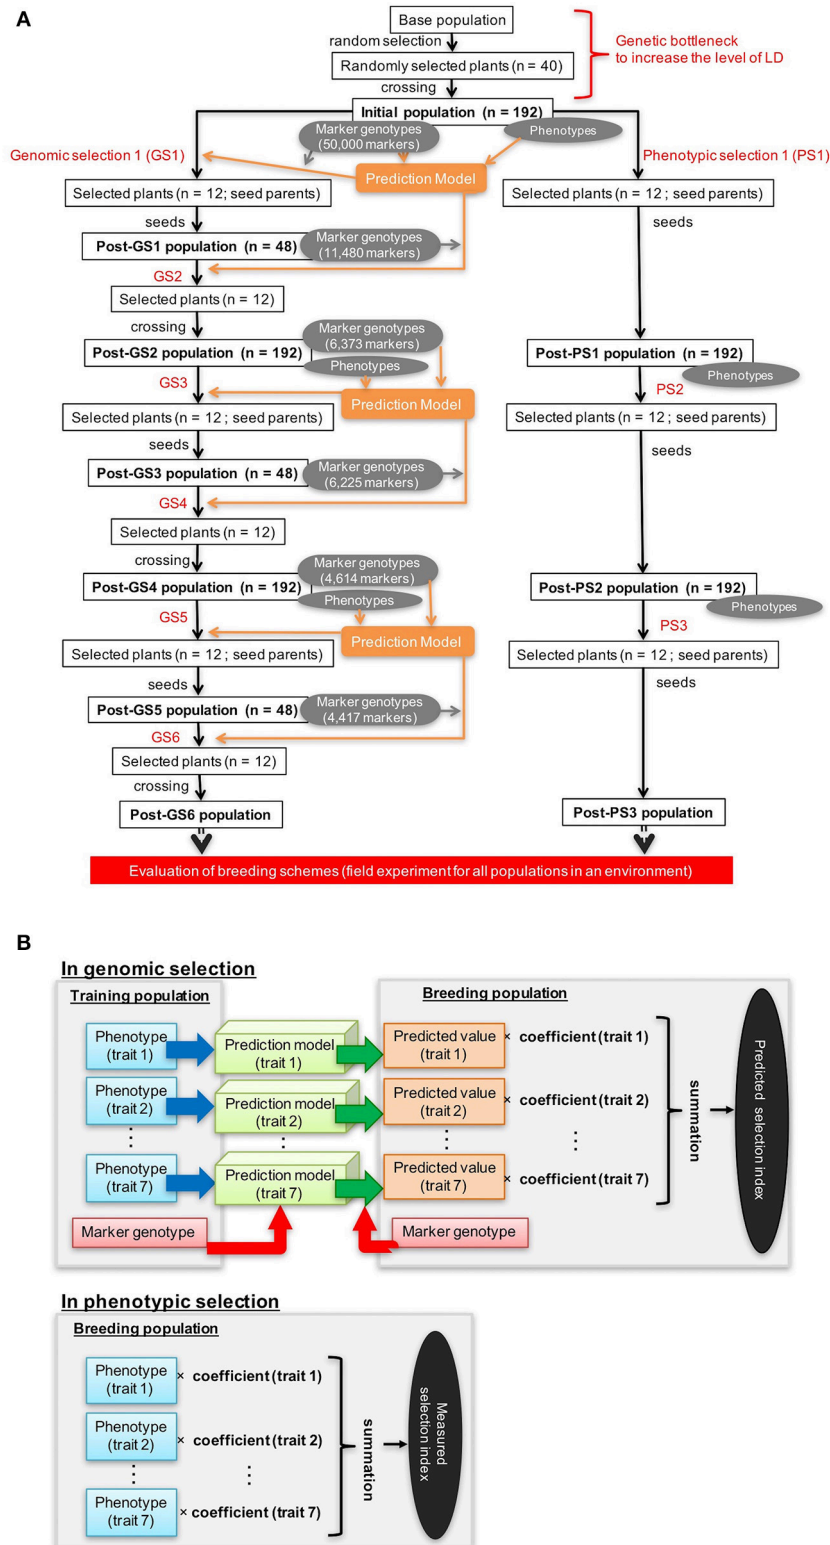 A
Base population
random selection
Randomly selected plants (n = 40)
crossing
Genetic bottleneck
to increase the level of LD
Initial population (n = 192)
Marker genotypes
(50,000 markers)
Phenotypes
Genomic selection 1 (GS1)
Prediction Model
Phenotypic selection 1 (PS1)
Selected plants (n = 12 ; seed parents)
Selected plants (n = 12 ; seed parents)
seeds
seeds
Post-GS1 population (n = 48)
Marker genotypes
(11,480 markers)
GS2
Selected plants (n = 12)
crossing
Marker genotypes
(6,373 markers)
Post-GS2 population (n = 192)
Phenotypes
Post-PS1 population (n = 192)
Phenotypes
GS3
Prediction Model
PS2
Selected plants (n = 12 ; seed parents)
Selected plants (n = 12 ; seed parents)
seeds
seeds
Post-GS3 population (n = 48)
Marker genotypes
(6,225 markers)
GS4
Selected plants (n = 12)
crossing
Marker genotypes
(4,614 markers)
Post-GS4 population (n = 192)
Phenotypes
Post-PS2 population (n = 192)
Phenotypes
GS5
Prediction Model
PS3
Selected plants (n = 12 ; seed parents)
Selected plants (n = 12 ; seed parents)
seeds
seeds
Post-GS5 population (n = 48)
Marker genotypes
(4,417 markers)
GS6
Selected plants (n = 12)
crossing
Post-GS6 population
Post-PS3 population
Evaluation of breeding schemes (field experiment for all populations in an environment)
B
In genomic selection
Training population
Breeding population
Phenotype
(trait 1)
Prediction model
(trait 1)
Predicted value
(trait 1)
× coefficient (trait 1)
Phenotype
(trait 2)
Prediction model
(trait 2)
Predicted value
(trait 2)
× coefficient (trait 2)
⋮ ⋮ ⋮ ⋮
Phenotype
(trait 7)
Prediction model
(trait 7)
Predicted value
(trait 7)
× coefficient (trait 7)
summation
Predicted selection index
Marker genotype
Marker genotype
In phenotypic selection
Breeding population
Phenotype
(trait 1)
× coefficient (trait 1)
Phenotype
(trait 2)
× coefficient (trait 2)
⋮ ⋮
Phenotype
(trait 7)
× coefficient (trait 7)
summation
Measured
selection index